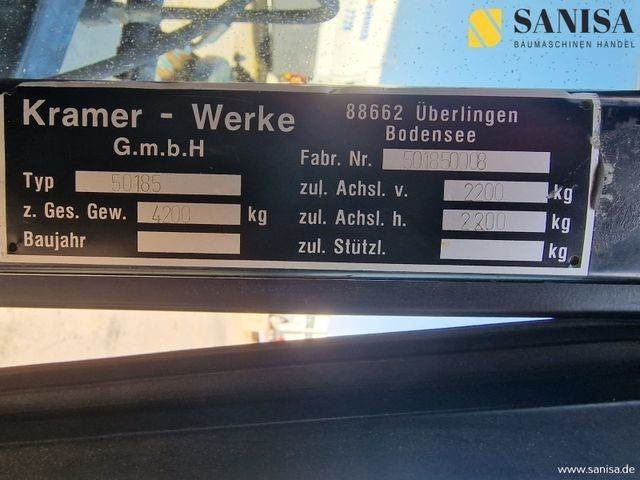 SANISA
BAUMASCHINEN HANDEL
Kramer - Werke
G.m.b.H
88662 Überlingen
Bodensee
Fabr. Nr. 501850008
Typ 50185
zul. Achsl. v. 2200 kg
z. Ges. Gew. 4200 kg
zul. Achsl. h. 2200 kg
Baujahr
zul. Stützl. kg
www.sanisa.de